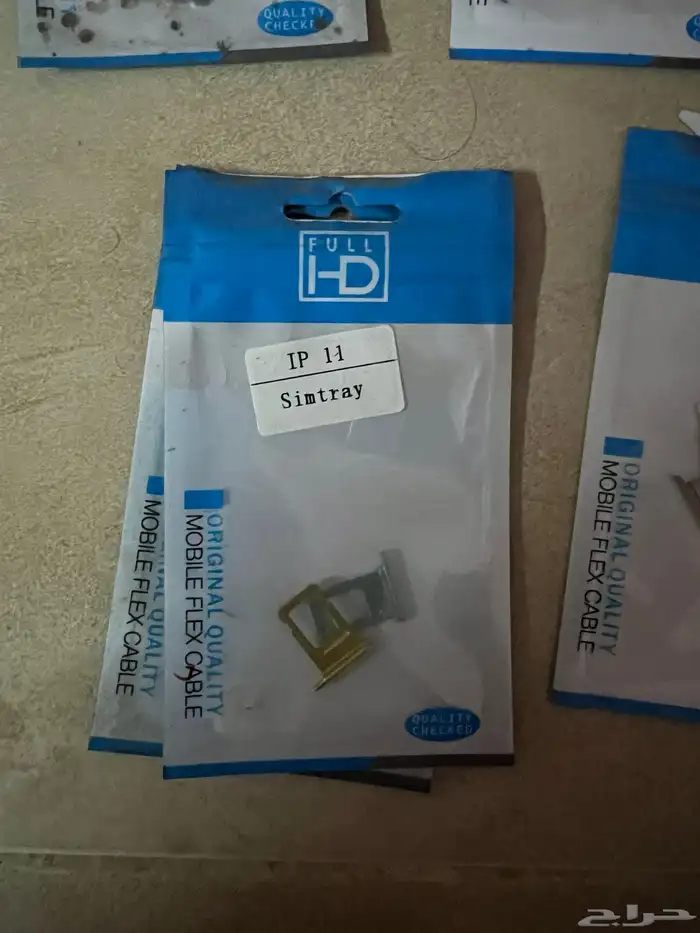 QUALITY
CHECKED
FULL
HD
IP 11
Simtray
ORIGINAL QUALITY
MOBILE FLEX CABLE
QUALITY
MOBILE FLEX CABLE
QUALITY
CHECKED
ORIGINAL QUALITY
MOBILE FLEX CABLE
حراج